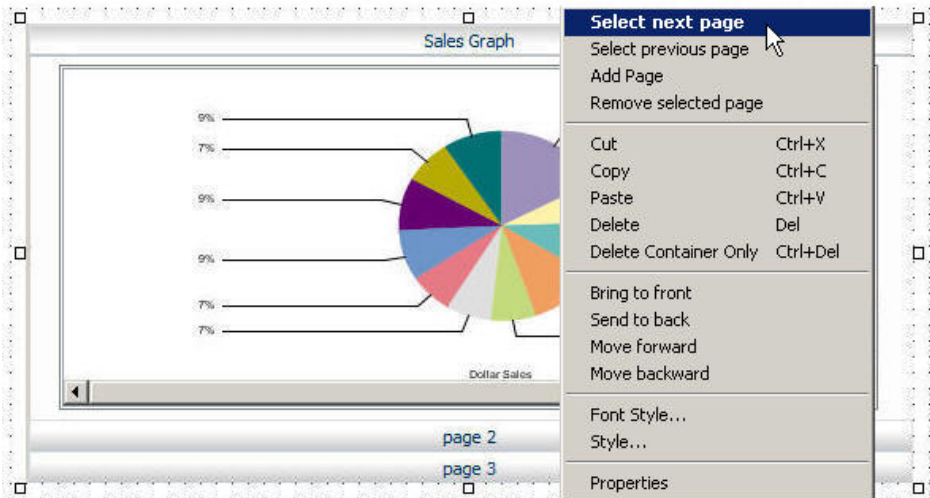 Sales Graph
9%
7%
9%
9%
7%
7%
Dollar Sales
page 2
page 3
Select next page
Select previous page
Add Page
Remove selected page
Cut Ctrl+X
Copy Ctrl+C
Paste Ctrl+V
Delete Del
Delete Container Only Ctrl+Del
Bring to front
Send to back
Move forward
Move backward
Font Style...
Style...
Properties